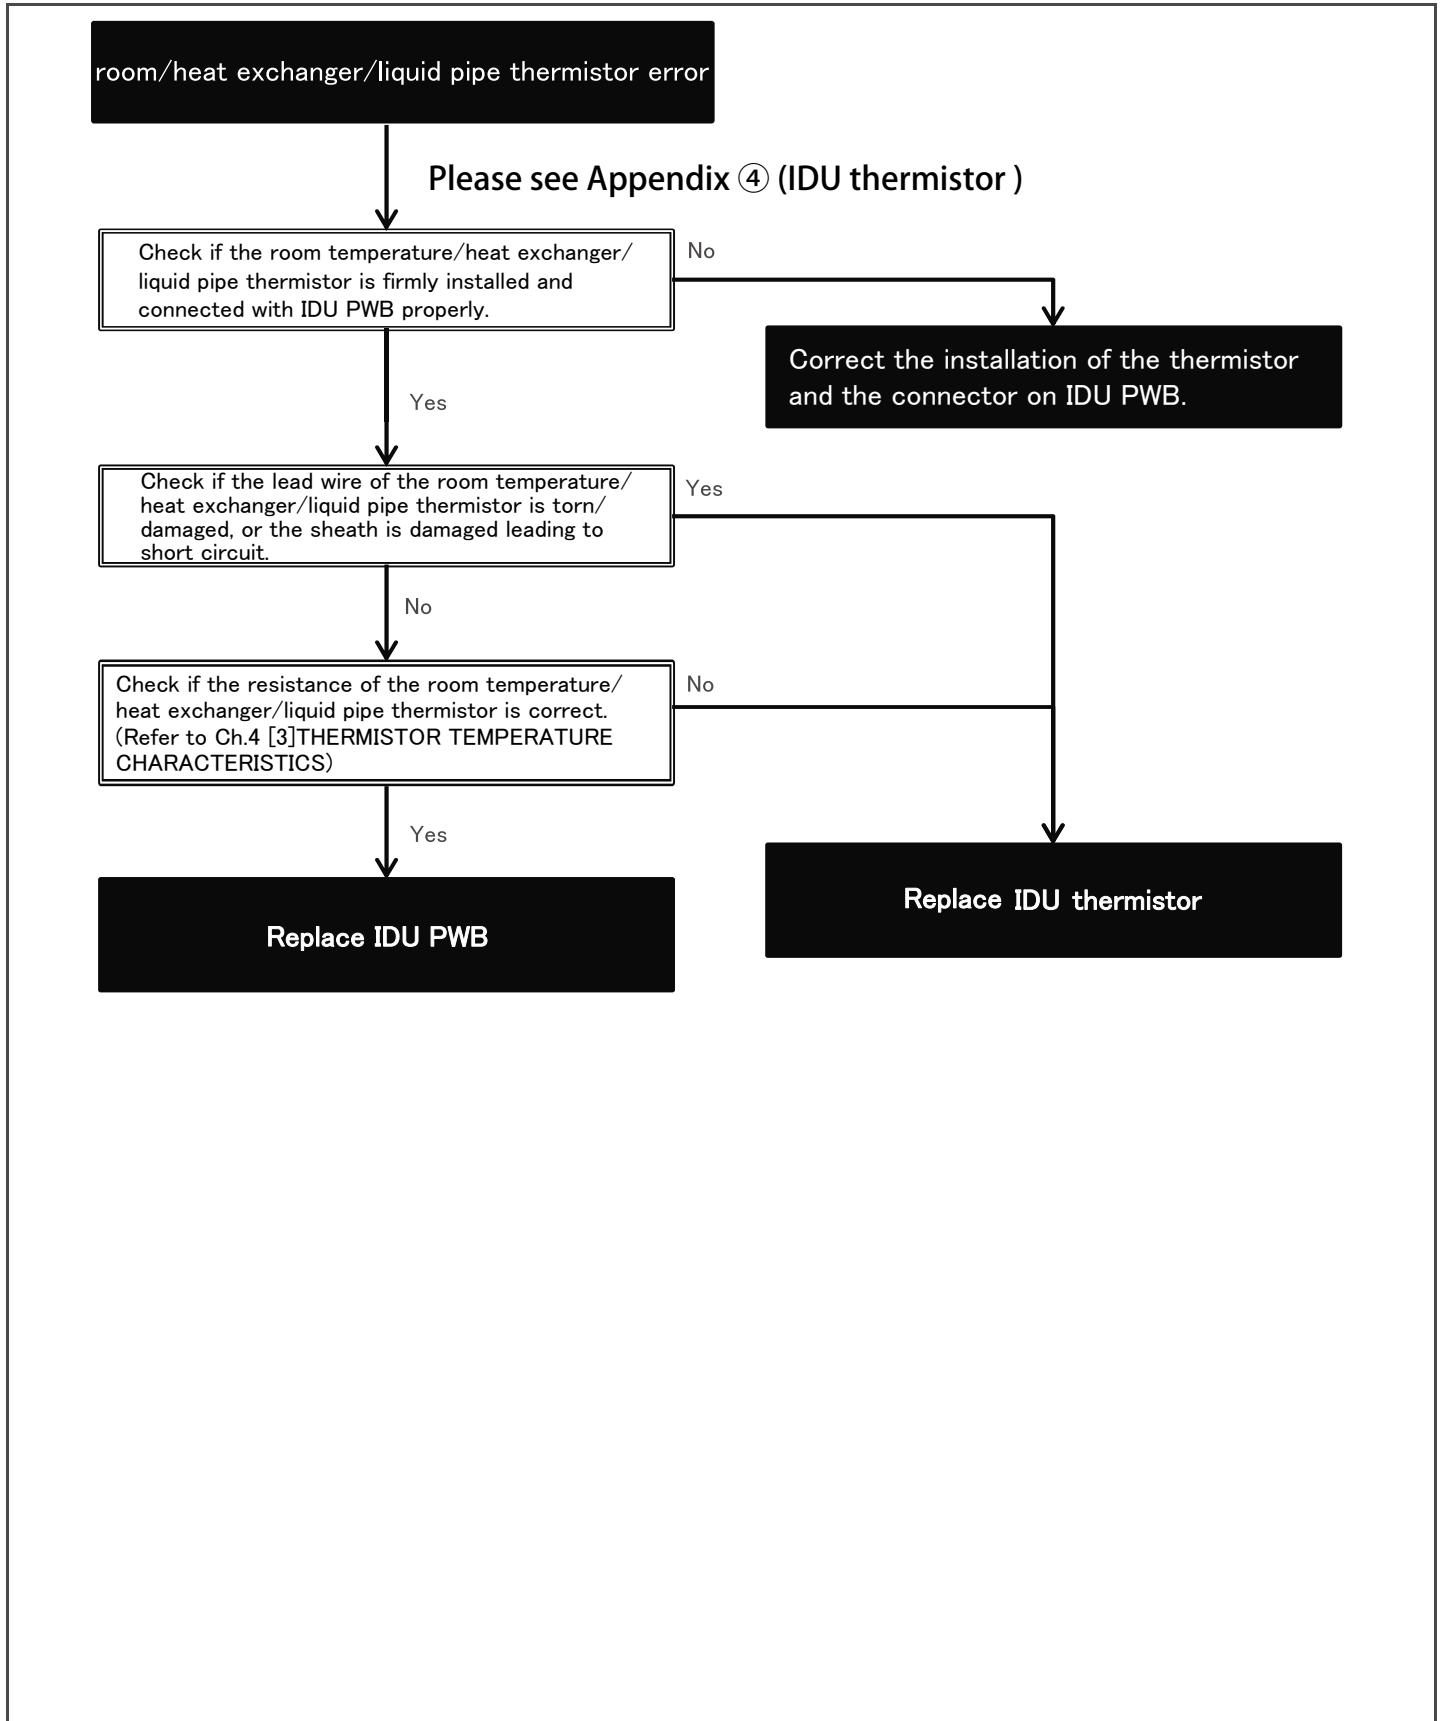 room/heat exchanger/liquid pipe thermistor error
Please see Appendix ④ (IDU thermistor )
Check if the room temperature/heat exchanger/
liquid pipe thermistor is firmly installed and
connected with IDU PWB properly.
No
Correct the installation of the thermistor
and the connector on IDU PWB.
Yes
Check if the lead wire of the room temperature/
heat exchanger/liquid pipe thermistor is torn/
damaged, or the sheath is damaged leading to
short circuit.
Yes
No
Check if the resistance of the room temperature/
heat exchanger/liquid pipe thermistor is correct.
(Refer to Ch.4 [3]THERMISTOR TEMPERATURE
CHARACTERISTICS)
No
Yes
Replace IDU thermistor
Replace IDU PWB